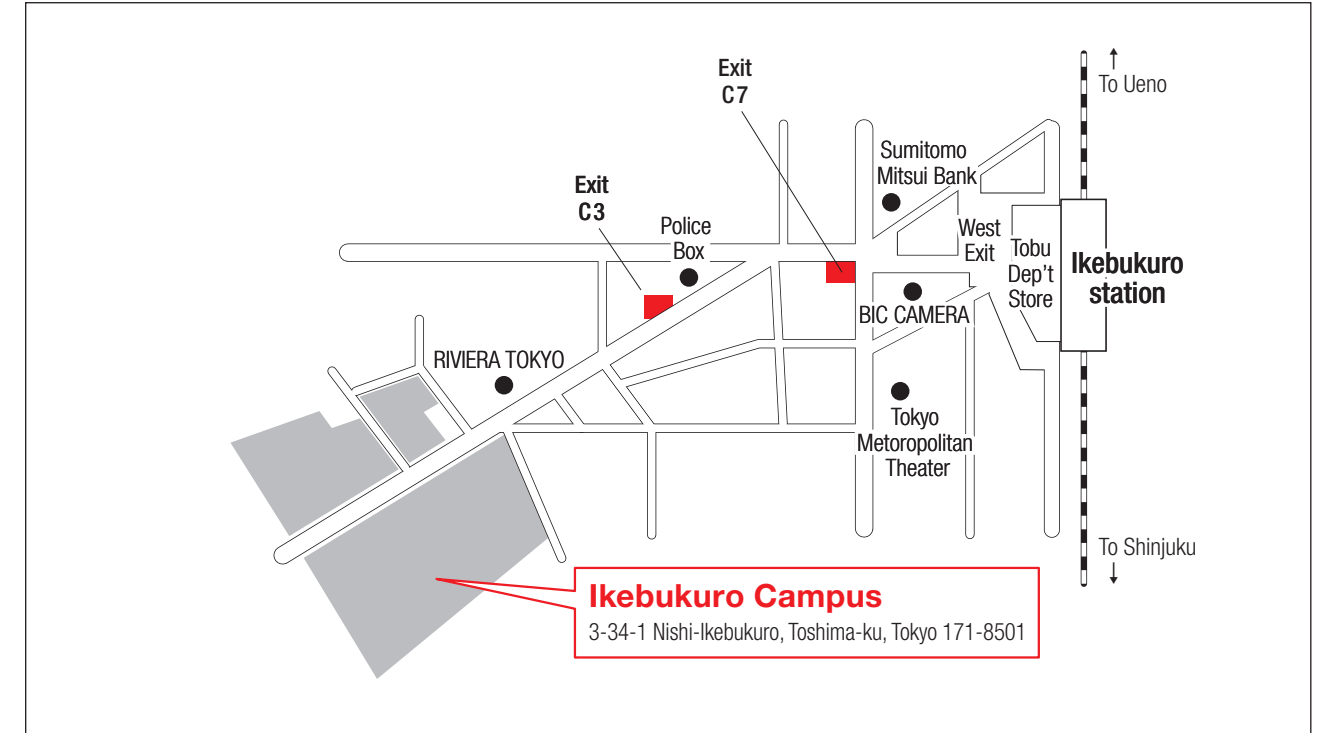 To Ueno
Exit
C7
Sumitomo
Mitsui Bank
Exit
C3
Police
Box
West
Exit
Tobu
Dep't
Store
Ikebukuro
station
BIC CAMERA
RIVIERA TOKYO
Tokyo
Metoropolitan
Theater
To Shinjuku
Ikebukuro Campus
3-34-1 Nishi-Ikebukuro, Toshima-ku, Tokyo 171-8501